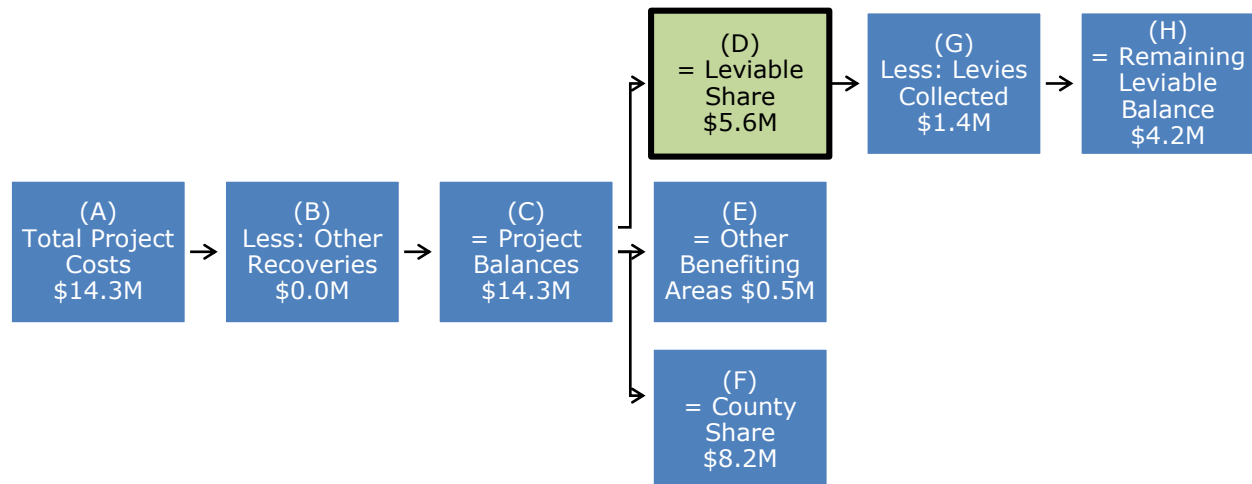 (A)
Total Project
Costs
$14.3M
(B)
Less: Other
Recoveries
$0.0M
(C)
= Project
Balances
$14.3M
(D)
= Leviable
Share
$5.6M
(G)
Less: Levies
Collected
$1.4M
(H)
= Remaining
Leviable
Balance
$4.2M
(E)
= Other
Benefiting
Areas $0.5M
(F)
= County
Share
$8.2M